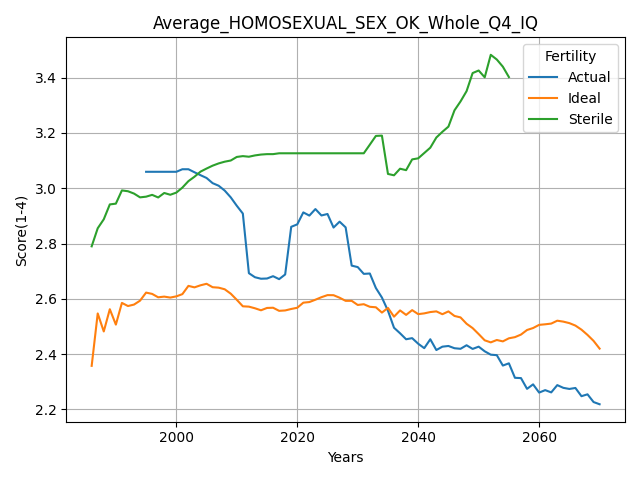 Average_HOMOSEXUAL_SEX_OK_Whole_Q4_IQ
Fertility
Actual
Ideal
Sterile
Score(1-4)
3.4
3.2
3.0
2.8
2.6
2.4
2.2
2000
2020
2040
2060
Years